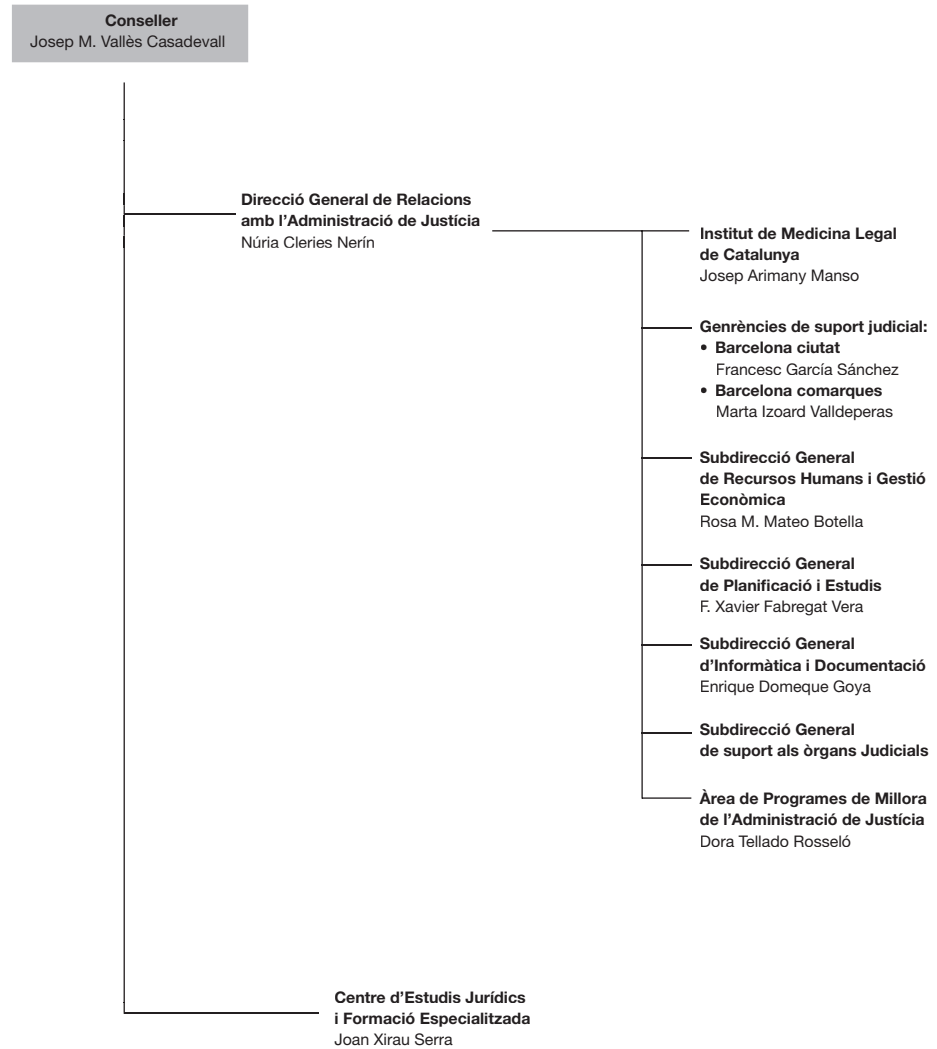 Conseller
Josep M. Vallès Casadevall
Direcció General de Relacions
amb l’Administració de Justícia
Núria Cleries Nerín
Institut de Medicina Legal
de Catalunya
Josep Arimany Manso
Genrències de suport judicial:
• Barcelona ciutat
Francesc García Sánchez
• Barcelona comarques
Marta Izoard Valldeperas
Subdirecció General
de Recursos Humans i Gestió
Econòmica
Rosa M. Mateo Botella
Subdirecció General
de Planificació i Estudis
F. Xavier Fabregat Vera
Subdirecció General
d’Informàtica i Documentació
Enrique Domeque Goya
Subdirecció General
de suport als òrgans Judicials
Àrea de Programes de Millora
de l’Administració de Justícia
Dora Tellado Rosseló
Centre d’Estudis Jurídics
i Formació Especialitzada
Joan Xirau Serra